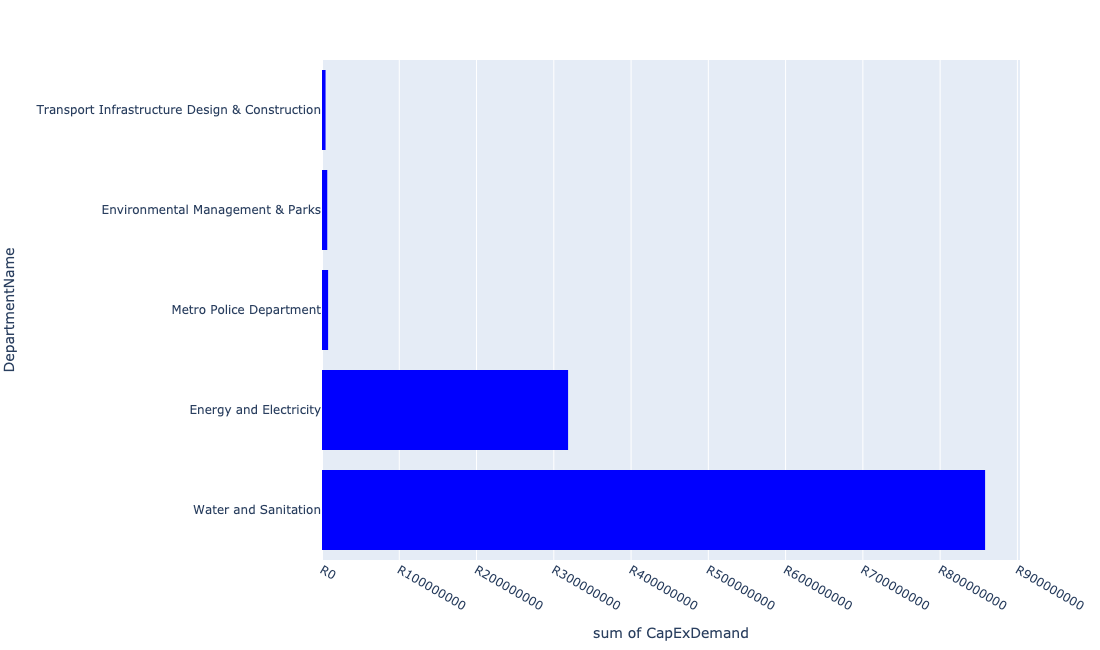 Transport Infrastructure Design & Construction
Environmental Management & Parks
Metro Police Department
Energy and Electricity
Water and Sanitation
DepartmentName
R0
R100000000
R200000000
R300000000
R400000000
R500000000
R600000000
R700000000
R800000000
R900000000
sum of CapExDemand